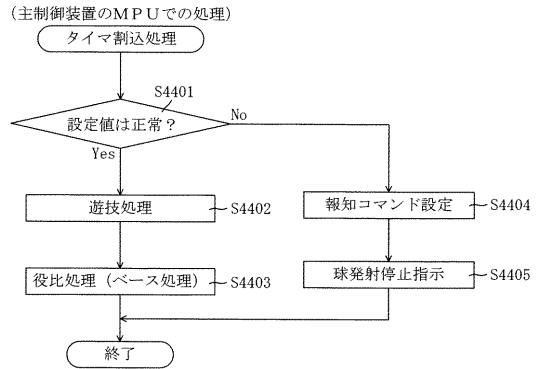 (主制御装置のMPUでの処理)
タイマ割込処理
S4401
設定値は正常?
No
Yes
遊技処理
S4402
報知コマンド設定
S4404
役比処理(ベース処理)
S4403
球発射停止指示
S4405
終了